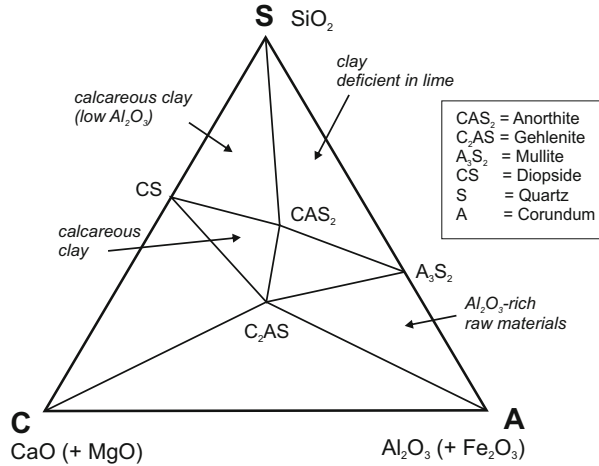 S SiO₂
clay
deficient in lime
calcareous clay
(low Al₂O₃)
CAS₂ = Anorthite
C₂AS = Gehlenite
A₃S₂ = Mullite
CS = Diopside
S = Quartz
A = Corundum
CS
CAS₂
calcareous
clay
A₃S₂
Al₂O₃-rich
raw materials
C₂AS
C
A
CaO (+ MgO)
Al₂O₃ (+ Fe₂O₃)